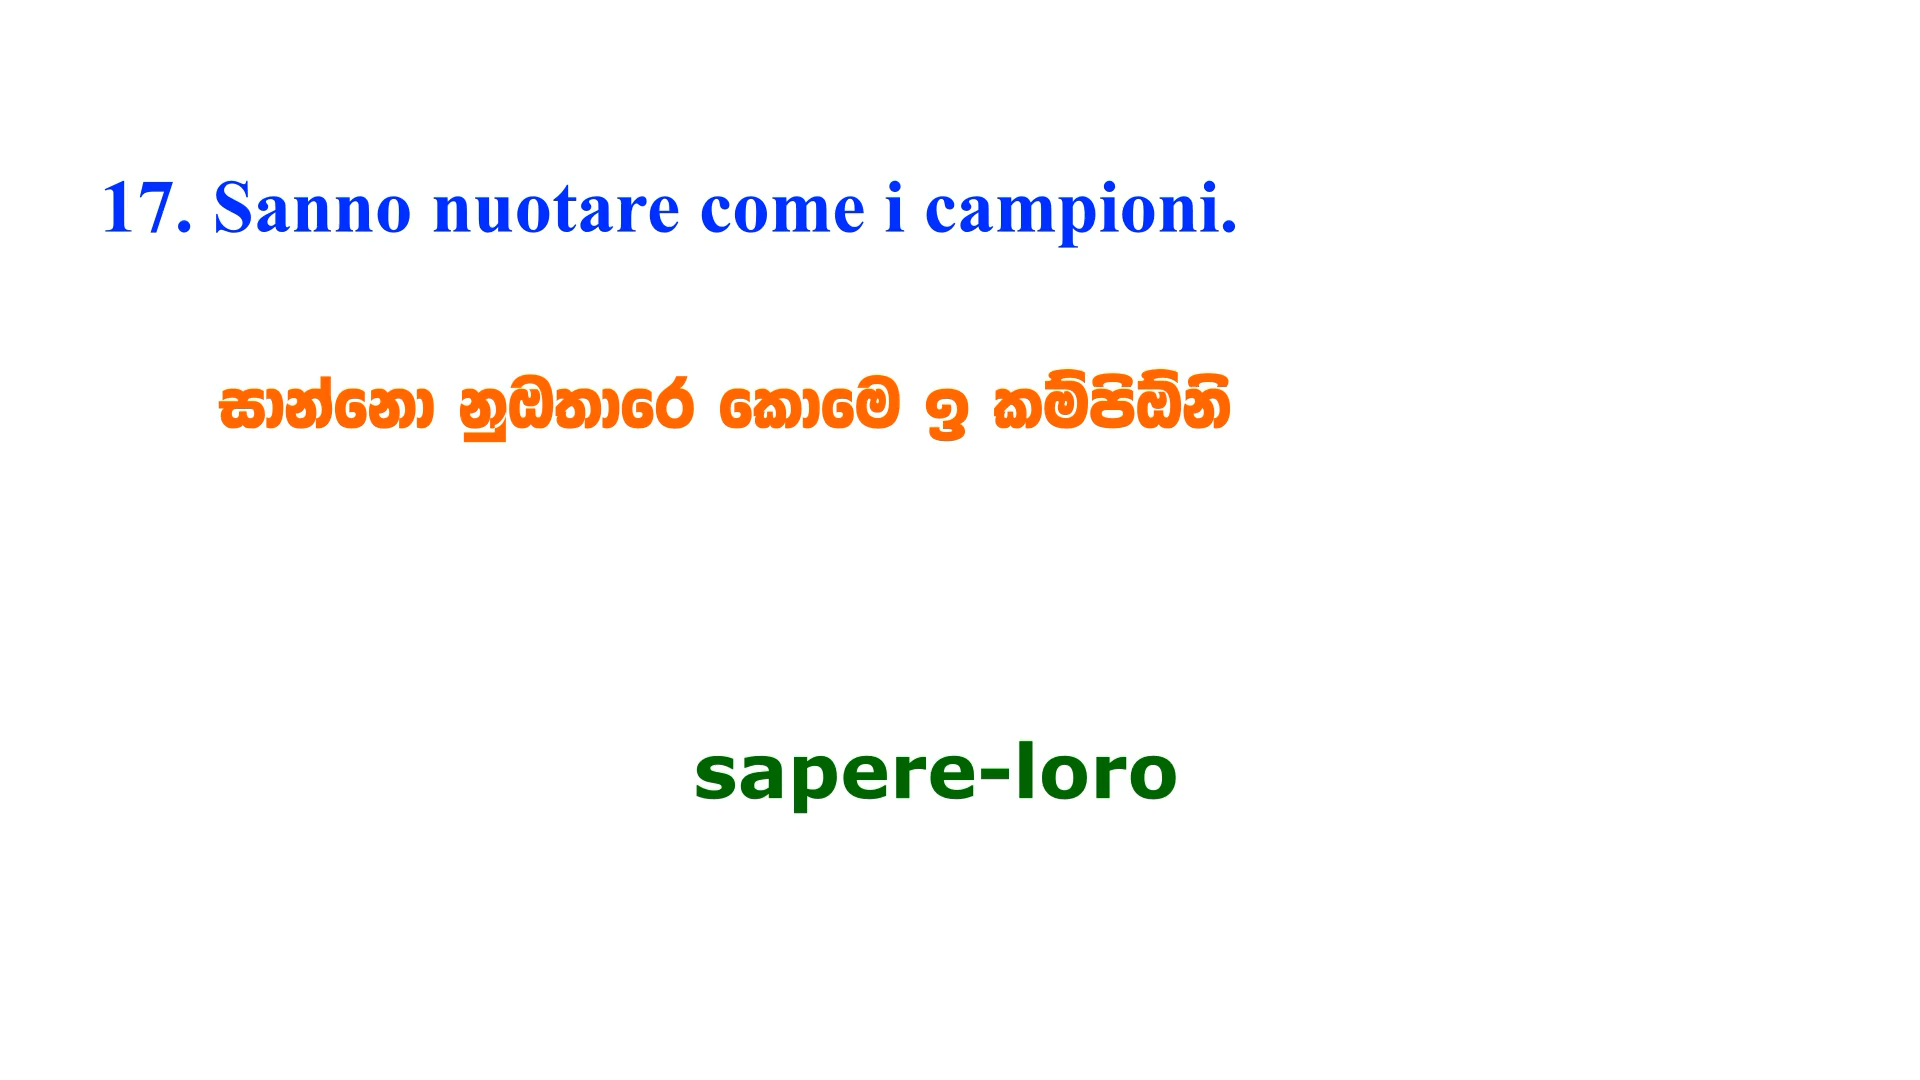 17. Sanno nuotare come i campioni.
සාන්නො නුඔතාරෙ කොමෙ ඉ කම්පිඕනි
sapere-loro